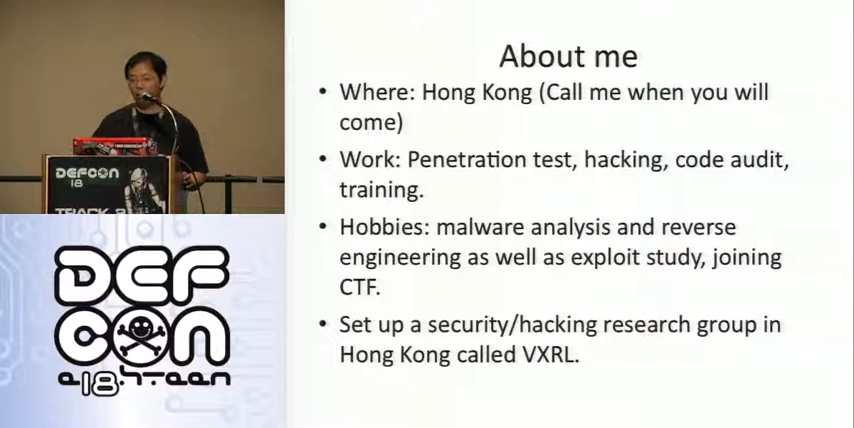 About me
• Where: Hong Kong (Call me when you will
come)
• Work: Penetration test, hacking, code audit,
training.
• Hobbies: malware analysis and reverse
engineering as well as exploit study, joining
CTF.
• Set up a security/hacking research group in
Hong Kong called VXRL.
DEFCON
18
TRACK
DEF
CON